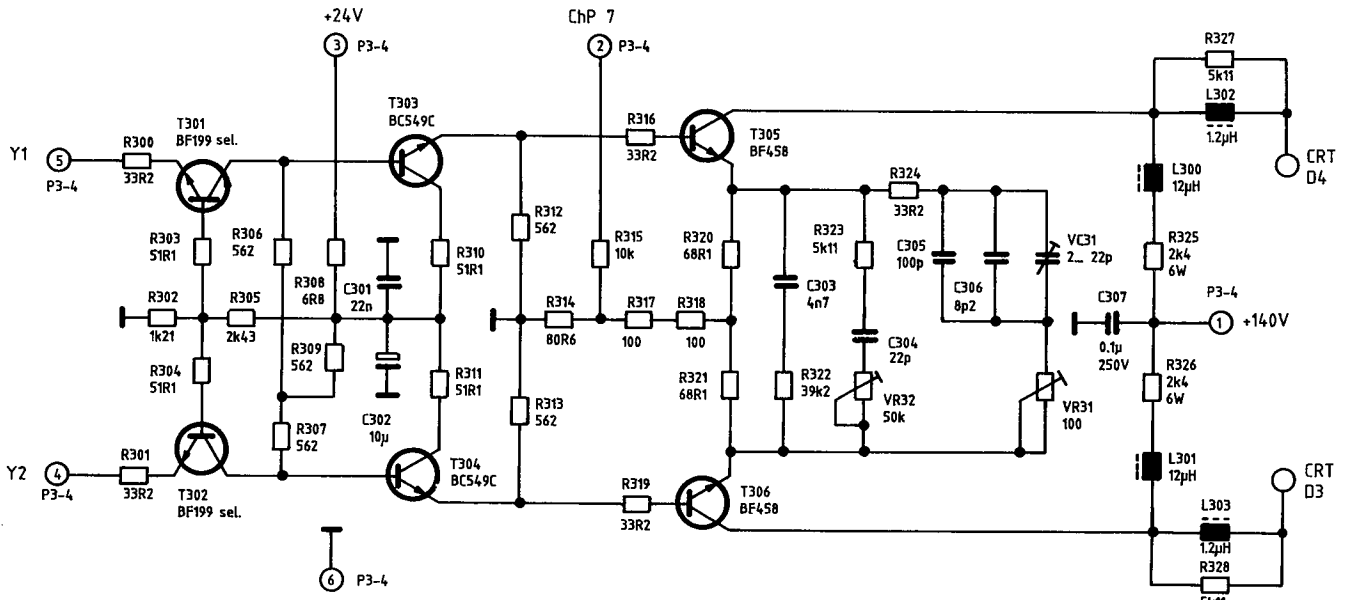 +24V
3 P3-4
ChP 7
2 P3-4
R327
5k11
L302
1.2µH
CRT
D4
T301
BF199 sel.
T303
BC549C
R316
33R2
T305
BF458
Y1
5
P3-4
R300
33R2
R324
33R2
L300
12µH
R303
51R1
R306
562
R308
6R8
C301
22n
R310
51R1
R312
562
R315
10k
R320
68R1
R323
5k11
C305
100p
C306
8p2
VC31
2... 22p
R325
2k4
6W
C303
4n7
R302
1k21
R305
2k43
R314
80R6
R317
100
R318
100
C307
0.1µ
250V
P3-4
1 +140V
R304
51R1
R309
562
C304
22p
R311
51R1
R321
68R1
R322
39k2
VR32
50k
VR31
100
R326
2k4
6W
R307
562
C302
10µ
R313
562
L301
12µH
Y2
4
P3-4
R301
33R2
T302
BF199 sel.
T304
BC549C
R319
33R2
T306
BF458
CRT
D3
L303
1.2µH
R328
6 P3-4